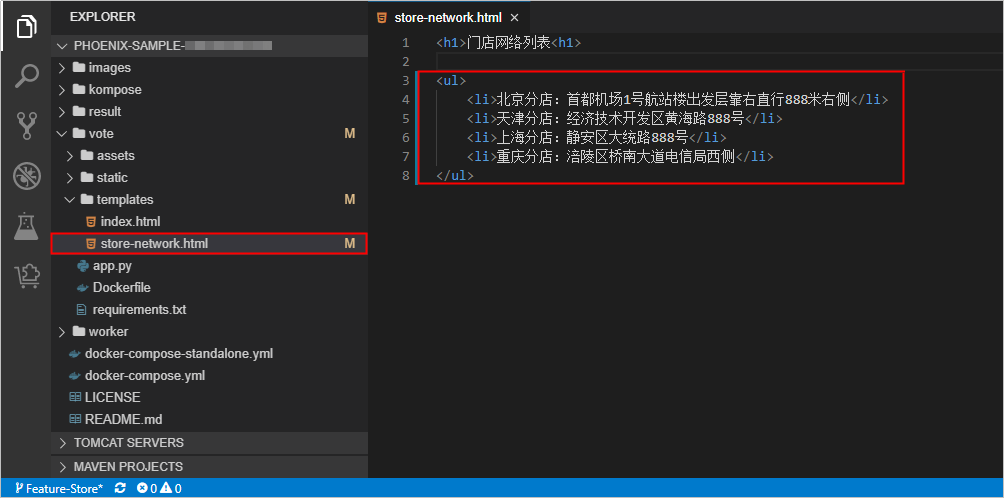 EXPLORER
PHOENIX-SAMPLE-
images
kompose
result
vote M
assets
static
templates M
index.html
store-network.html M
app.py
Dockerfile
requirements.txt
worker
docker-compose-standalone.yml
docker-compose.yml
LICENSE
README.md
TOMCAT SERVERS
MAVEN PROJECTS
store-network.html ×
1 <h1>门店网络列表<h1>
2
3 <ul>
4 <li>北京分店：首都机场1号航站楼出发层靠右直行888米右侧</li>
5 <li>天津分店：经济技术开发区黄海路888号</li>
6 <li>上海分店：静安区大统路888号</li>
7 <li>重庆分店：涪陵区桥南大道电信局西侧</li>
8 </ul>
Feature-Store* 0 0